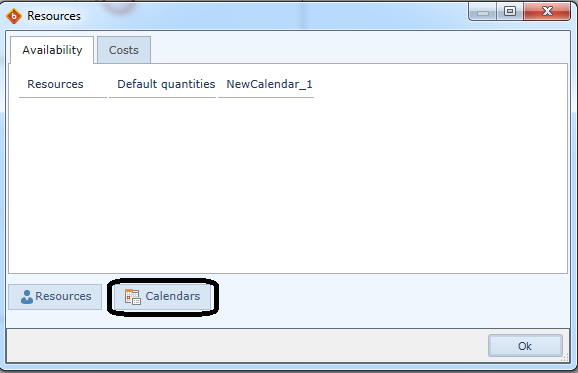 Resources
Availability Costs
Resources Default quantities NewCalendar_1
Resources Calendars
Ok